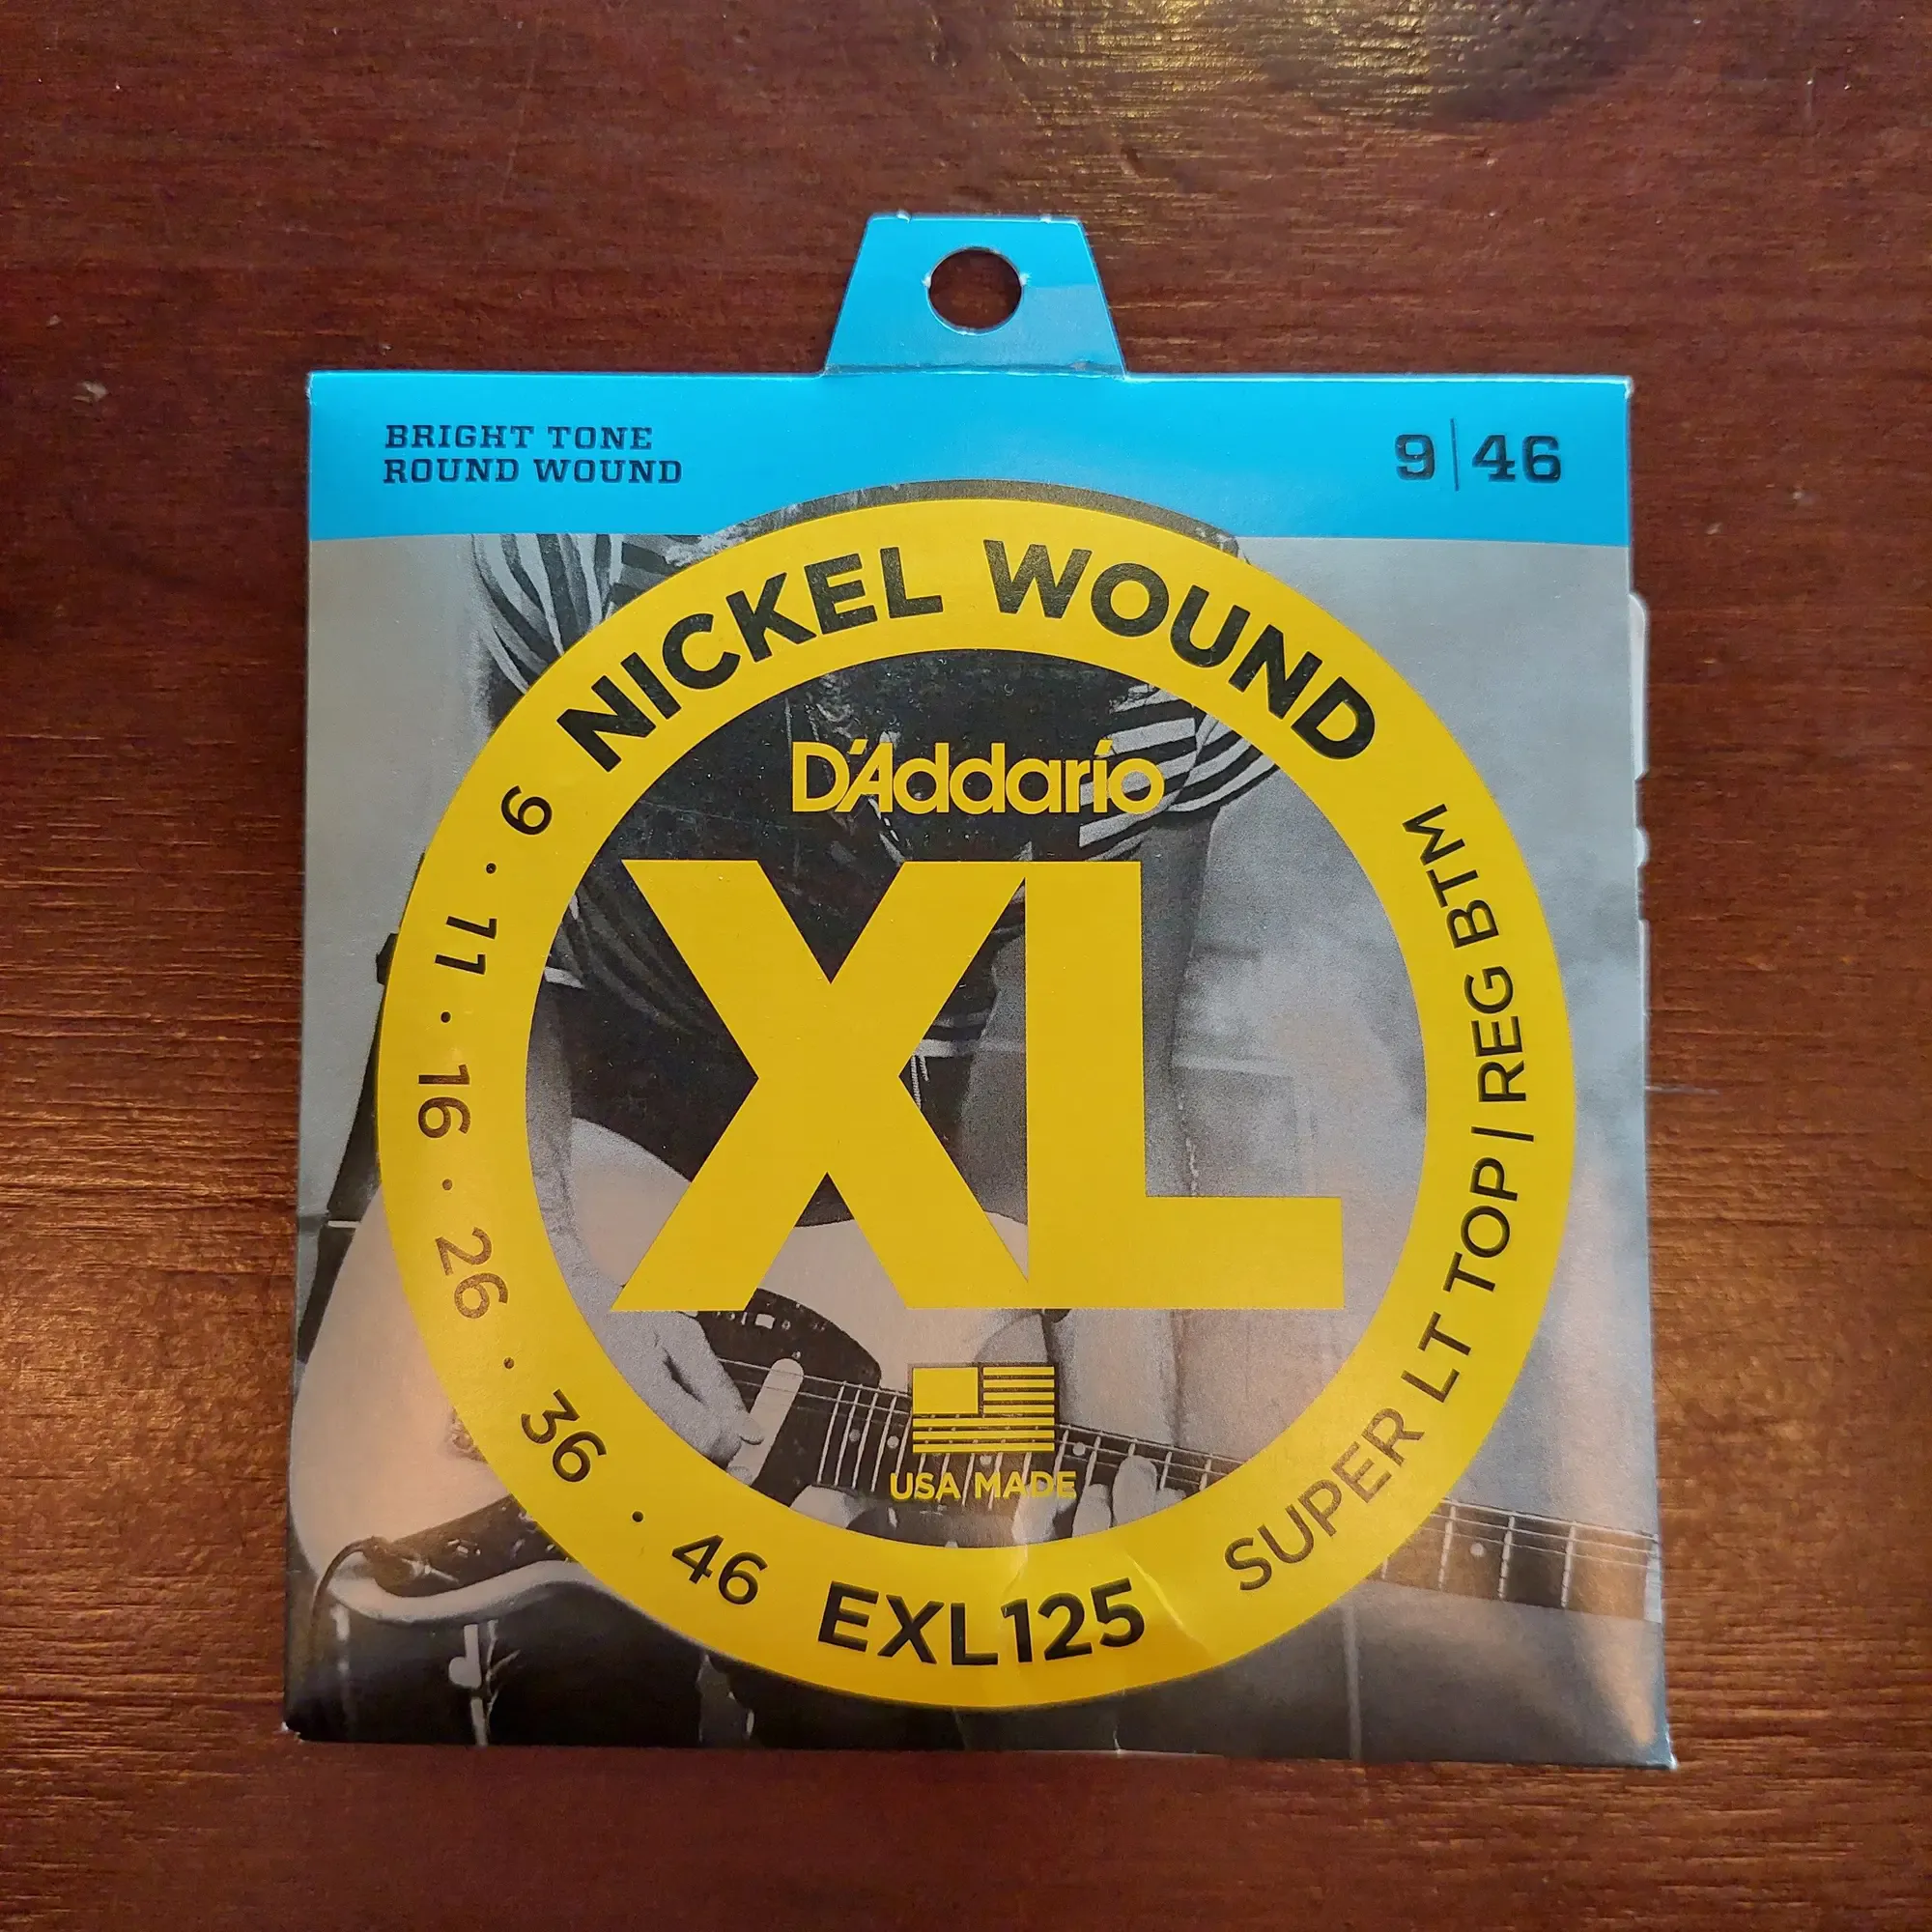 BRIGHT TONE
ROUND WOUND
9|46
NICKEL WOUND
D'Addario
XL
USA MADE
9 · 11 · 16 · 26 · 36 · 46
EXL125
SUPER LT TOP | REG BTM